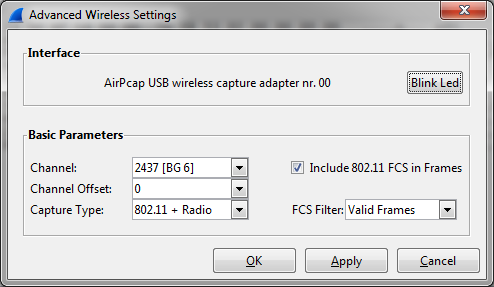 Advanced Wireless Settings
Interface
AirPcap USB wireless capture adapter nr. 00
Blink Led
Basic Parameters
Channel: 2437 [BG 6] Include 802.11 FCS in Frames
Channel Offset: 0
Capture Type: 802.11 + Radio FCS Filter: Valid Frames
OK Apply Cancel